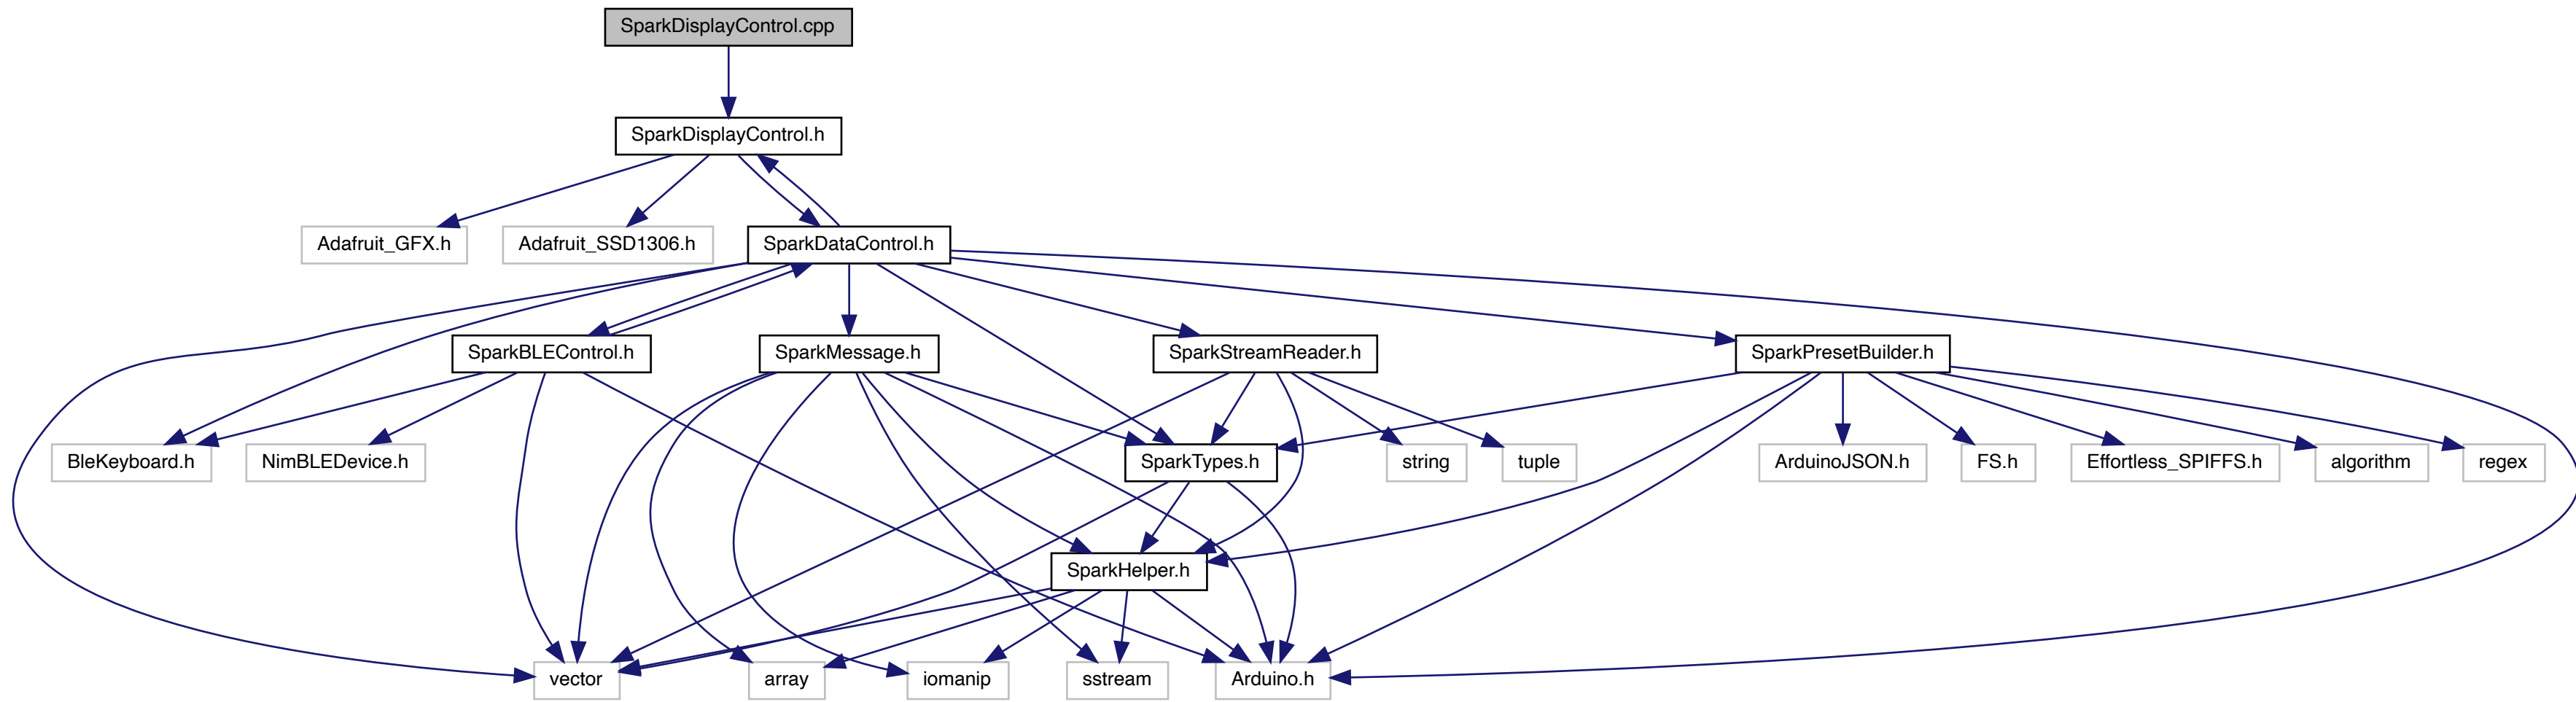 SparkDisplayControl.cpp
SparkDisplayControl.h
Adafruit_GFX.h
Adafruit_SSD1306.h
SparkDataControl.h
SparkBLEControl.h
SparkMessage.h
SparkStreamReader.h
SparkPresetBuilder.h
BleKeyboard.h
NimBLEDevice.h
SparkTypes.h
string
tuple
ArduinoJSON.h
FS.h
Effortless_SPIFFS.h
algorithm
regex
SparkHelper.h
vector
array
iomanip
sstream
Arduino.h